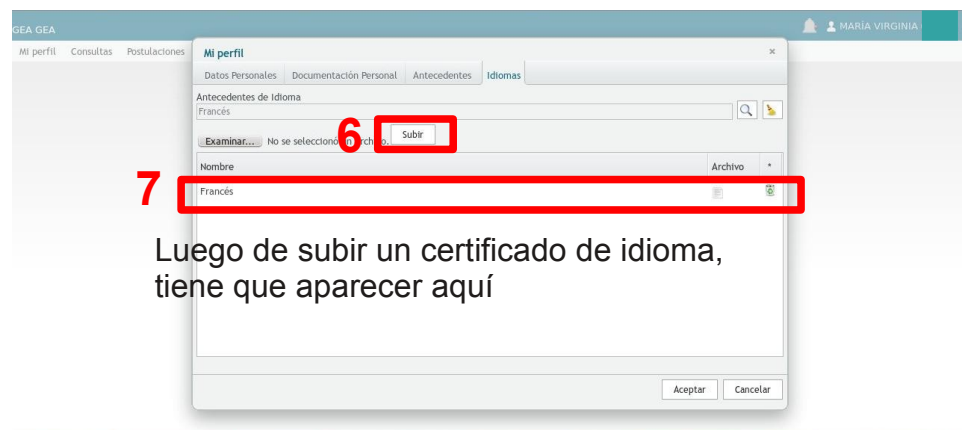 GEA GEA
MARÍA VIRGINIA
Mi perfil Consultas Postulaciones
Mi perfil ×
Datos Personales Documentación Personal Antecedentes Idiomas
Antecedentes de Idioma
Francés
6 Subir
Examinar... No se seleccionó
Nombre Archivo *
7
Francés
Luego de subir un certificado de idioma,
tiene que aparecer aquí
Aceptar Cancelar